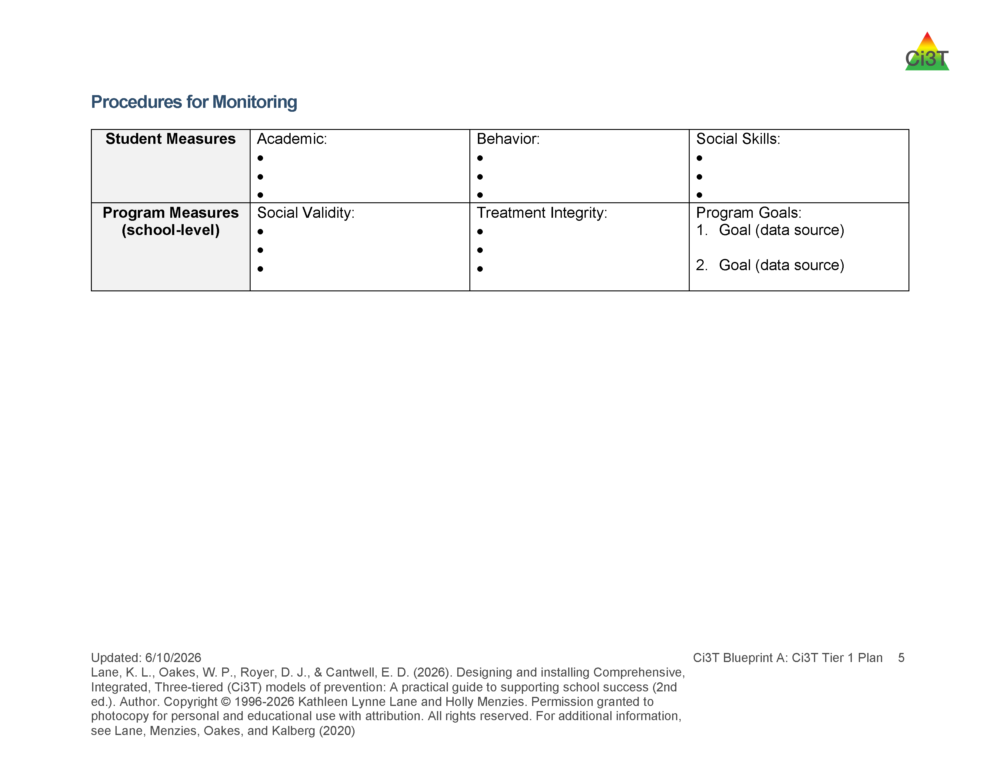 Ci3T
Procedures for Monitoring
Student Measures
Academic:
•
•
•
Behavior:
•
•
•
Social Skills:
•
•
•
Program Measures
(school-level)
Social Validity:
•
•
•
Treatment Integrity:
•
•
•
Program Goals:
1. Goal (data source)
2. Goal (data source)
Updated: 6/10/2026
Ci3T Blueprint A: Ci3T Tier 1 Plan 5
Lane, K. L., Oakes, W. P., Royer, D. J., & Cantwell, E. D. (2026). Designing and installing Comprehensive,
Integrated, Three-tiered (Ci3T) models of prevention: A practical guide to supporting school success (2nd
ed.). Author. Copyright © 1996-2026 Kathleen Lynne Lane and Holly Menzies. Permission granted to
photocopy for personal and educational use with attribution. All rights reserved. For additional information,
see Lane, Menzies, Oakes, and Kalberg (2020)